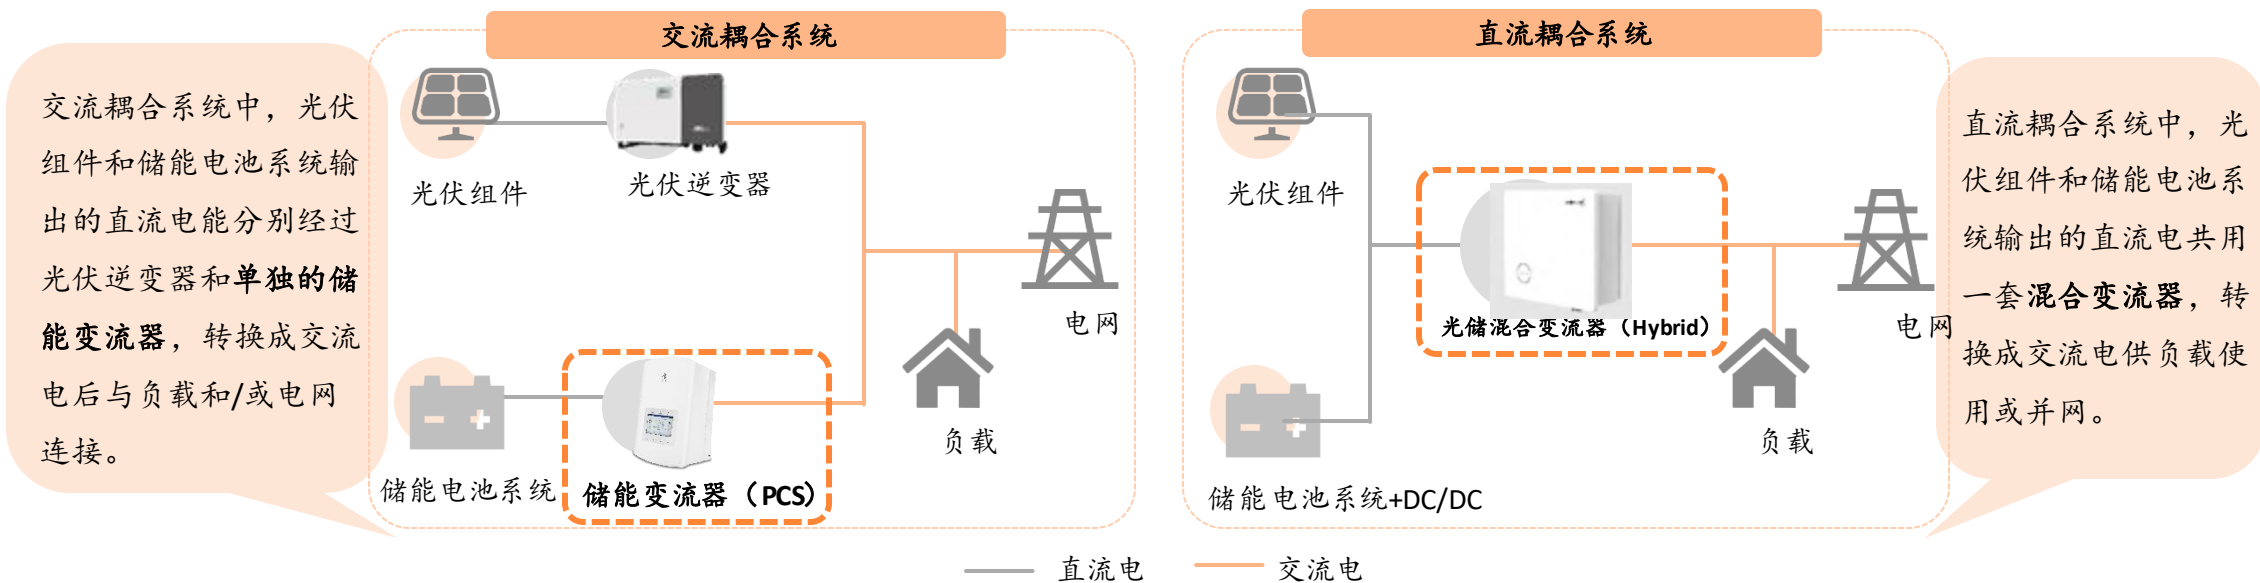 交流耦合系统
交流耦合系统中，光伏
组件和储能电池系统输
出的直流电能分别经过
光伏逆变器和单独的储
能变流器，转换成交流
电后与负载和/或电网
连接。
光伏组件
光伏逆变器
电网
负载
储能电池系统
储能变流器（PCS）
直流耦合系统
光伏组件
光储混合变流器（Hybrid）
电网
负载
储能电池系统+DC/DC
直流耦合系统中，光
伏组件和储能电池系
统输出的直流电共用
一套混合变流器，转
换成交流电供负载使
用或并网。
直流电
交流电